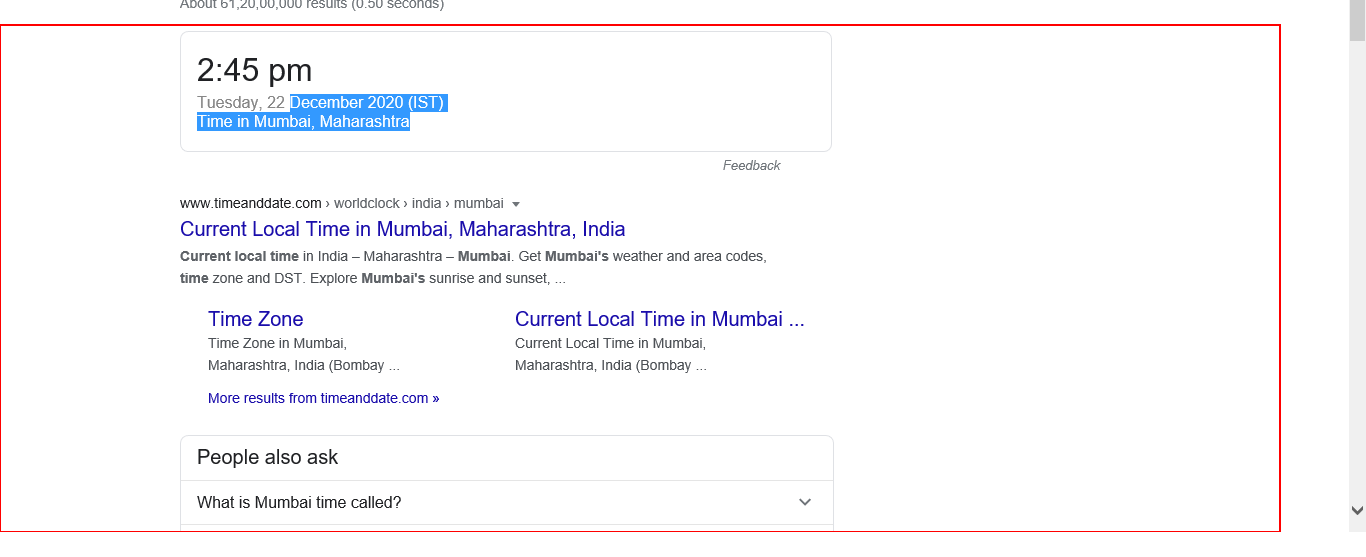 About 61,20,00,000 results (0.50 seconds)
2:45 pm
Tuesday, 22 December 2020 (IST)
Time in Mumbai, Maharashtra
Feedback
www.timeanddate.com › worldclock › india › mumbai
Current Local Time in Mumbai, Maharashtra, India
Current local time in India – Maharashtra – Mumbai. Get Mumbai's weather and area codes,
time zone and DST. Explore Mumbai's sunrise and sunset, ...
Time Zone
Time Zone in Mumbai,
Maharashtra, India (Bombay ...
Current Local Time in Mumbai ...
Current Local Time in Mumbai,
Maharashtra, India (Bombay ...
More results from timeanddate.com »
People also ask
What is Mumbai time called?